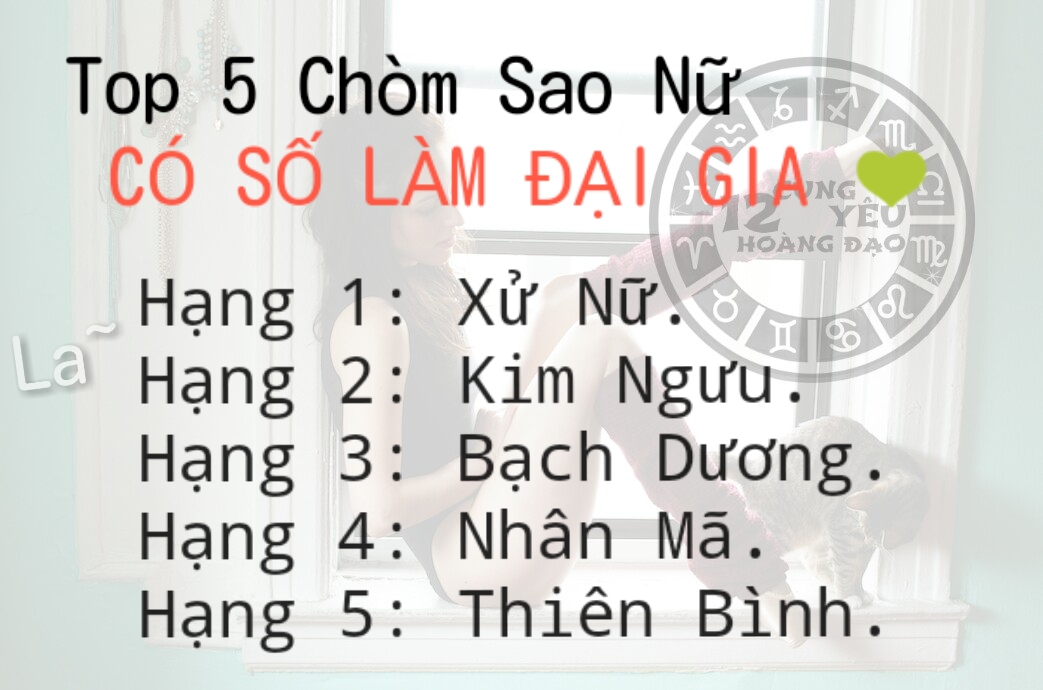 Top 5 Chòm Sao Nữ
CÓ SỐ LÀM ĐẠI GIA
12 CUNG
YÊU
HOÀNG ĐẠO
Hạng 1: Xử Nữ.
Lã
Hạng 2: Kim Ngưu.
Hạng 3: Bạch Dương.
Hạng 4: Nhân Mã.
Hạng 5: Thiên Bình.